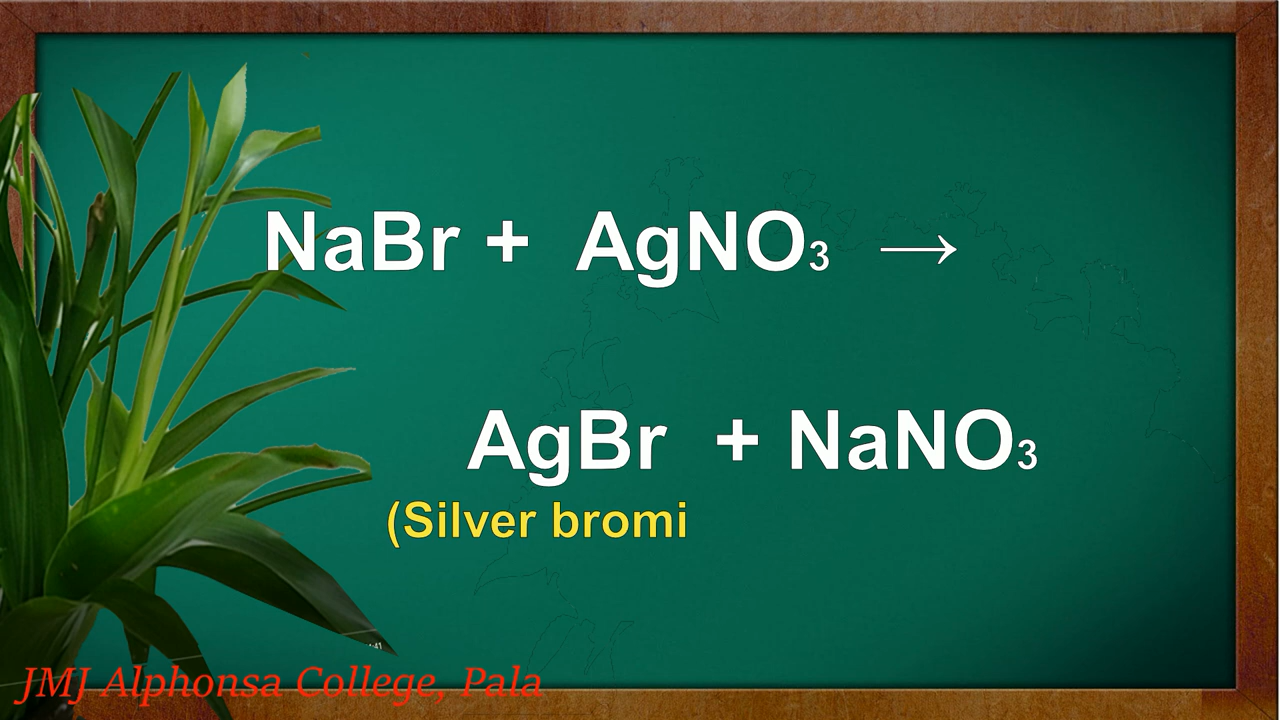 NaBr + AgNO₃ →
AgBr + NaNO₃
(Silver bromi
JMJ Alphonsa College, Pala